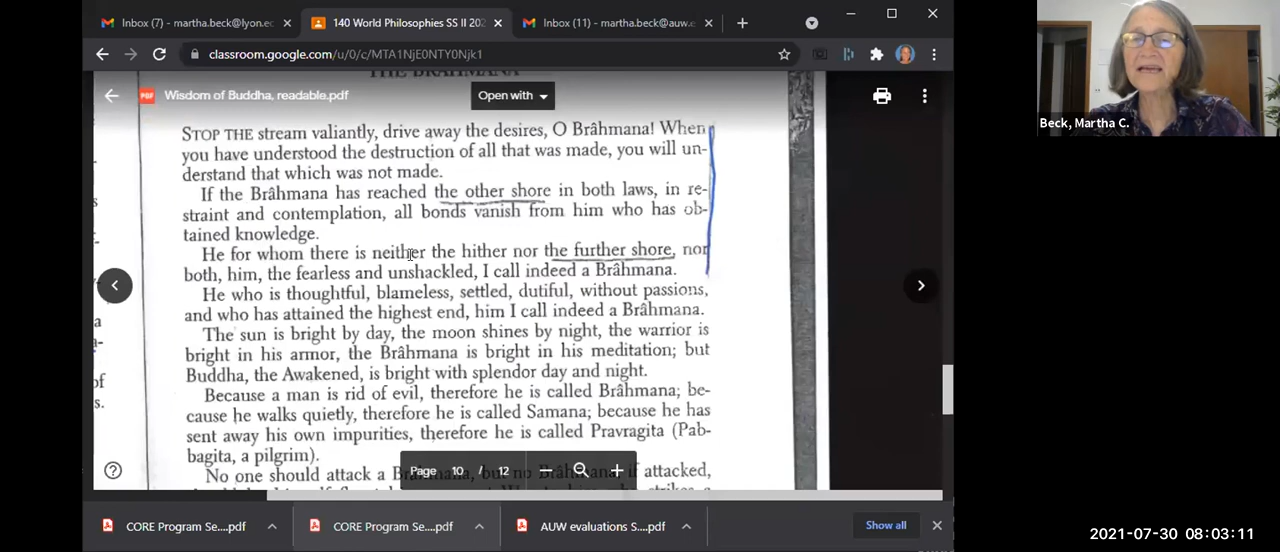 Inbox (7) - martha.beck@lyon.ec
140 World Philosophies SS II 202
Inbox (11) - martha.beck@auw.e
classroom.google.com/u/0/c/MTA1NjE0NTY0Njk1
THE BRÂHMANA
Wisdom of Buddha, readable.pdf
Open with
Beck, Martha C.
STOP THE stream valiantly, drive away the desires, O Brâhmana! When
you have understood the destruction of all that was made, you will un-
derstand that which was not made.
If the Brâhmana has reached the other shore in both laws, in re-
straint and contemplation, all bonds vanish from him who has ob-
tained knowledge.
He for whom there is neither the hither nor the further shore, nor
both, him, the fearless and unshackled, I call indeed a Brâhmana.
He who is thoughtful, blameless, settled, dutiful, without passions,
and who has attained the highest end, him I call indeed a Brâhmana.
The sun is bright by day, the moon shines by night, the warrior is
bright in his armor, the Brâhmana is bright in his meditation; but
Buddha, the Awakened, is bright with splendor day and night.
Because a man is rid of evil, therefore he is called Brâhmana; be-
cause he walks quietly, therefore he is called Samana; because he has
sent away his own impurities, therefore he is called Pravragita (Pab-
bagita, a pilgrim).
No one should attack a Brâhmana, but no Brâhmana, if attacked,
Page 10 / 12
CORE Program Se....pdf
CORE Program Se....pdf
AUW evaluations S....pdf
Show all
2021-07-30 08:03:11